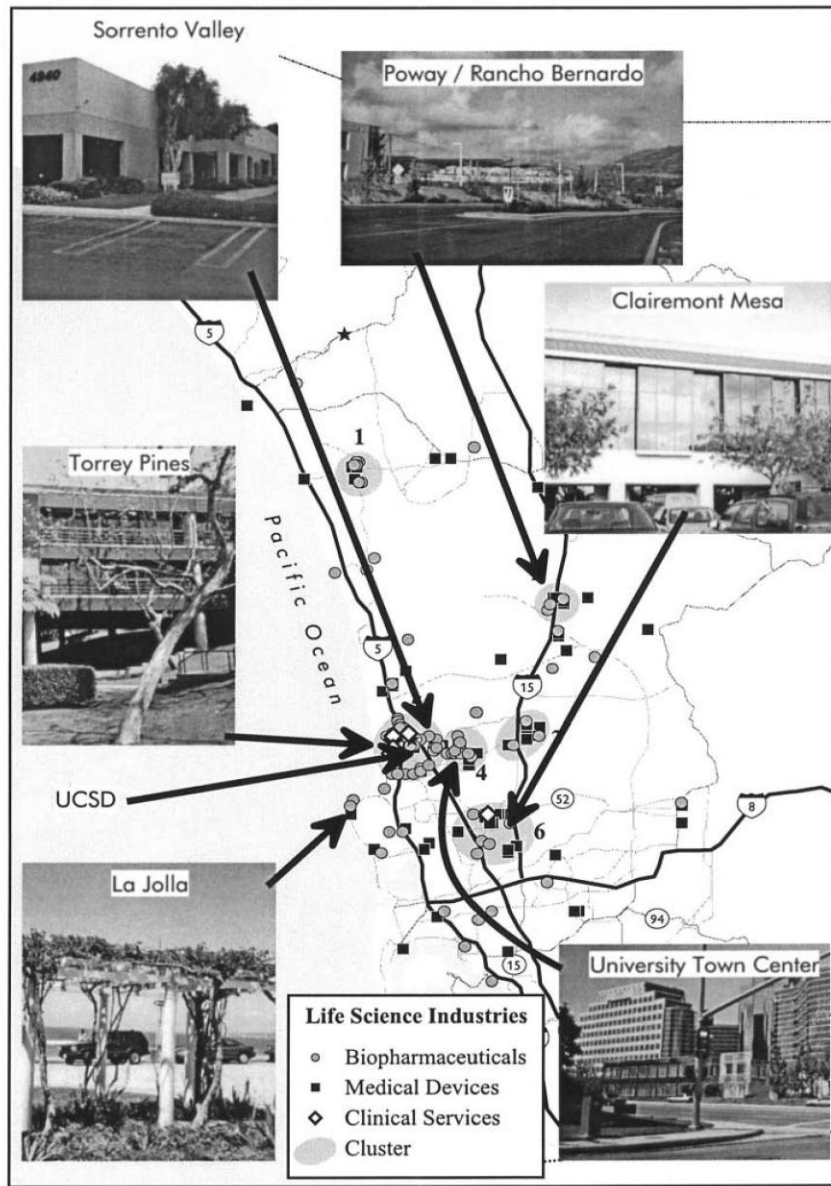 Sorrento Valley
4940
Poway / Rancho Bernardo
Clairemont Mesa
5
1
Torrey Pines
Pacific Ocean
5
15
UCSD
4
52
8
6
La Jolla
94
15
University Town Center
Life Science Industries
Biopharmaceuticals
Medical Devices
Clinical Services
Cluster